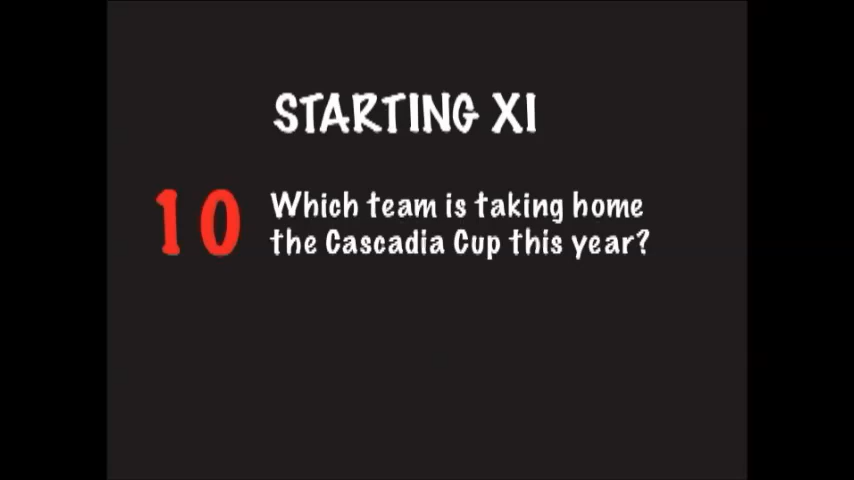 STARTING XI
10 Which team is taking home
the Cascadia Cup this year?